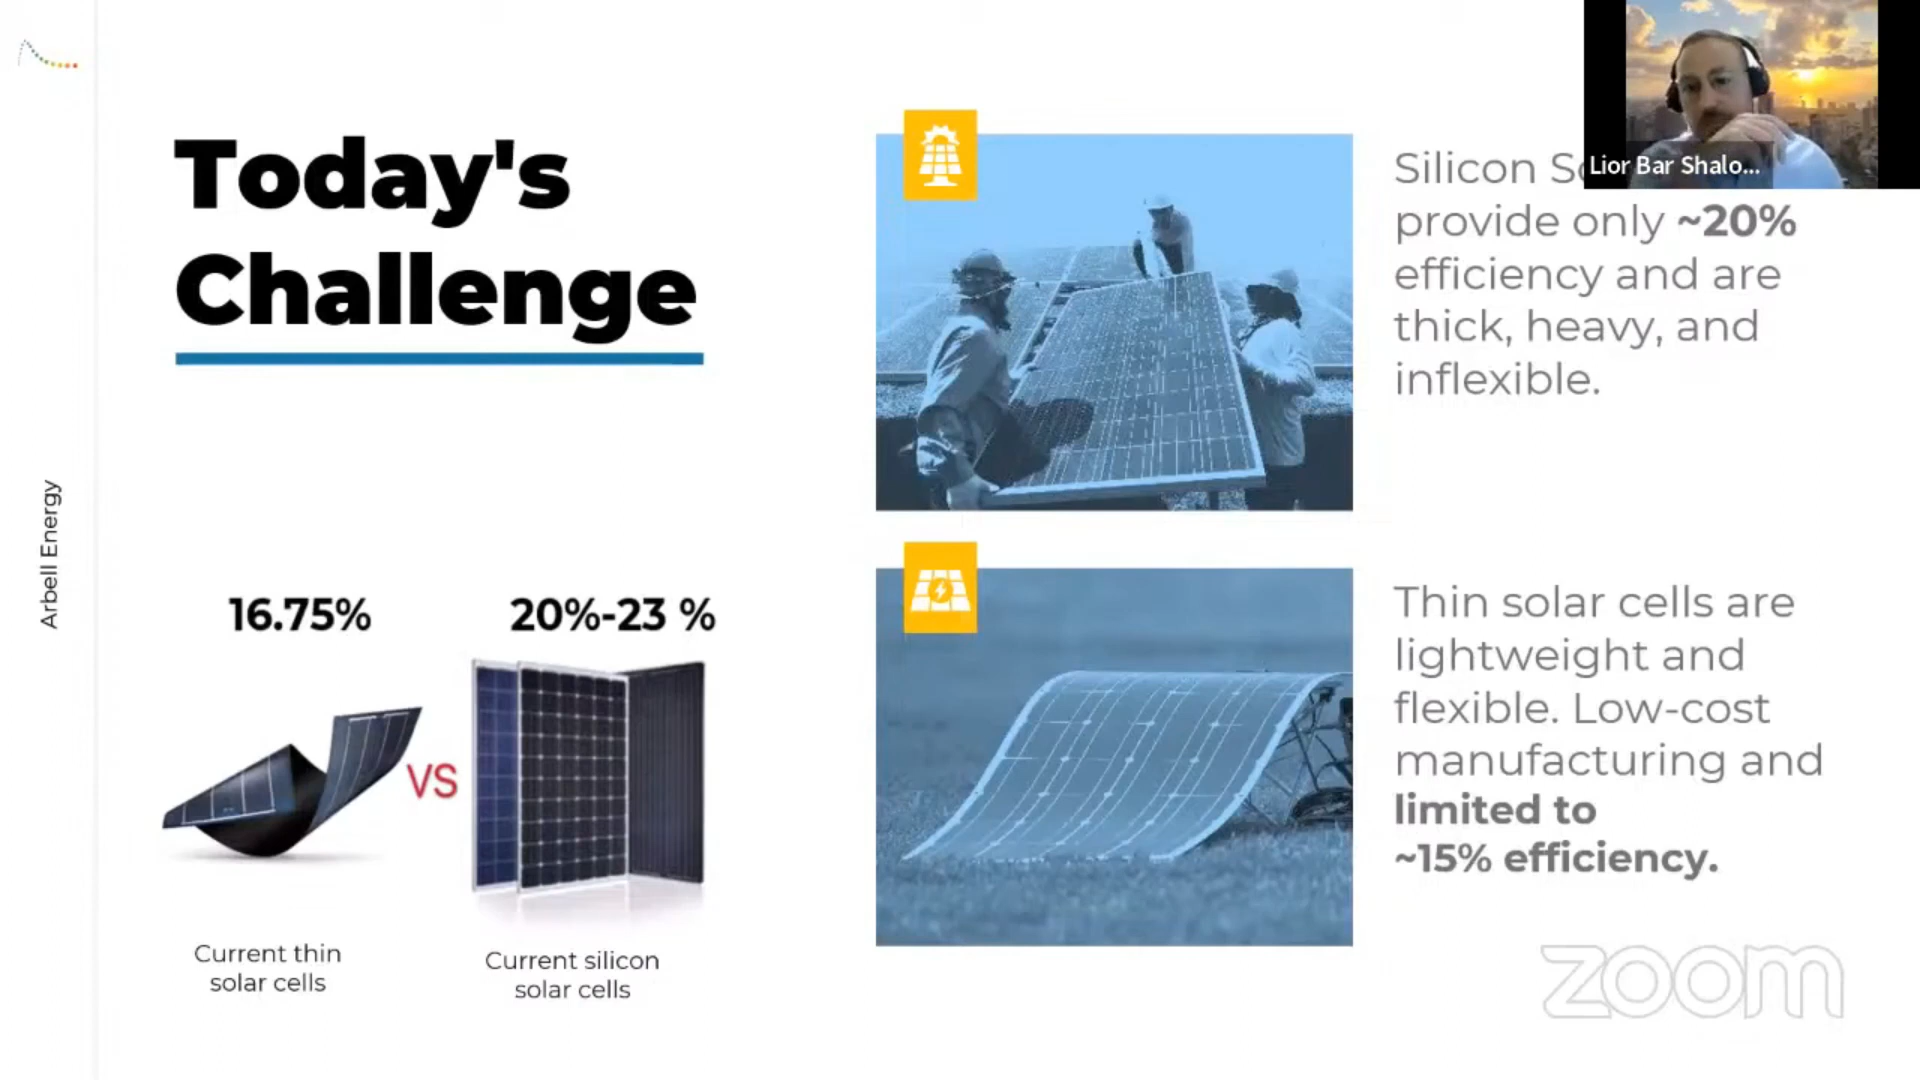 Today's
Challenge
Arbell Energy
16.75%
20%-23 %
VS
Current thin
solar cells
Current silicon
solar cells
Silicon
provide only ~20%
efficiency and are
thick, heavy, and
inflexible.
Thin solar cells are
lightweight and
flexible. Low-cost
manufacturing and
limited to
~15% efficiency.
Lior Bar Shalo...
zoom